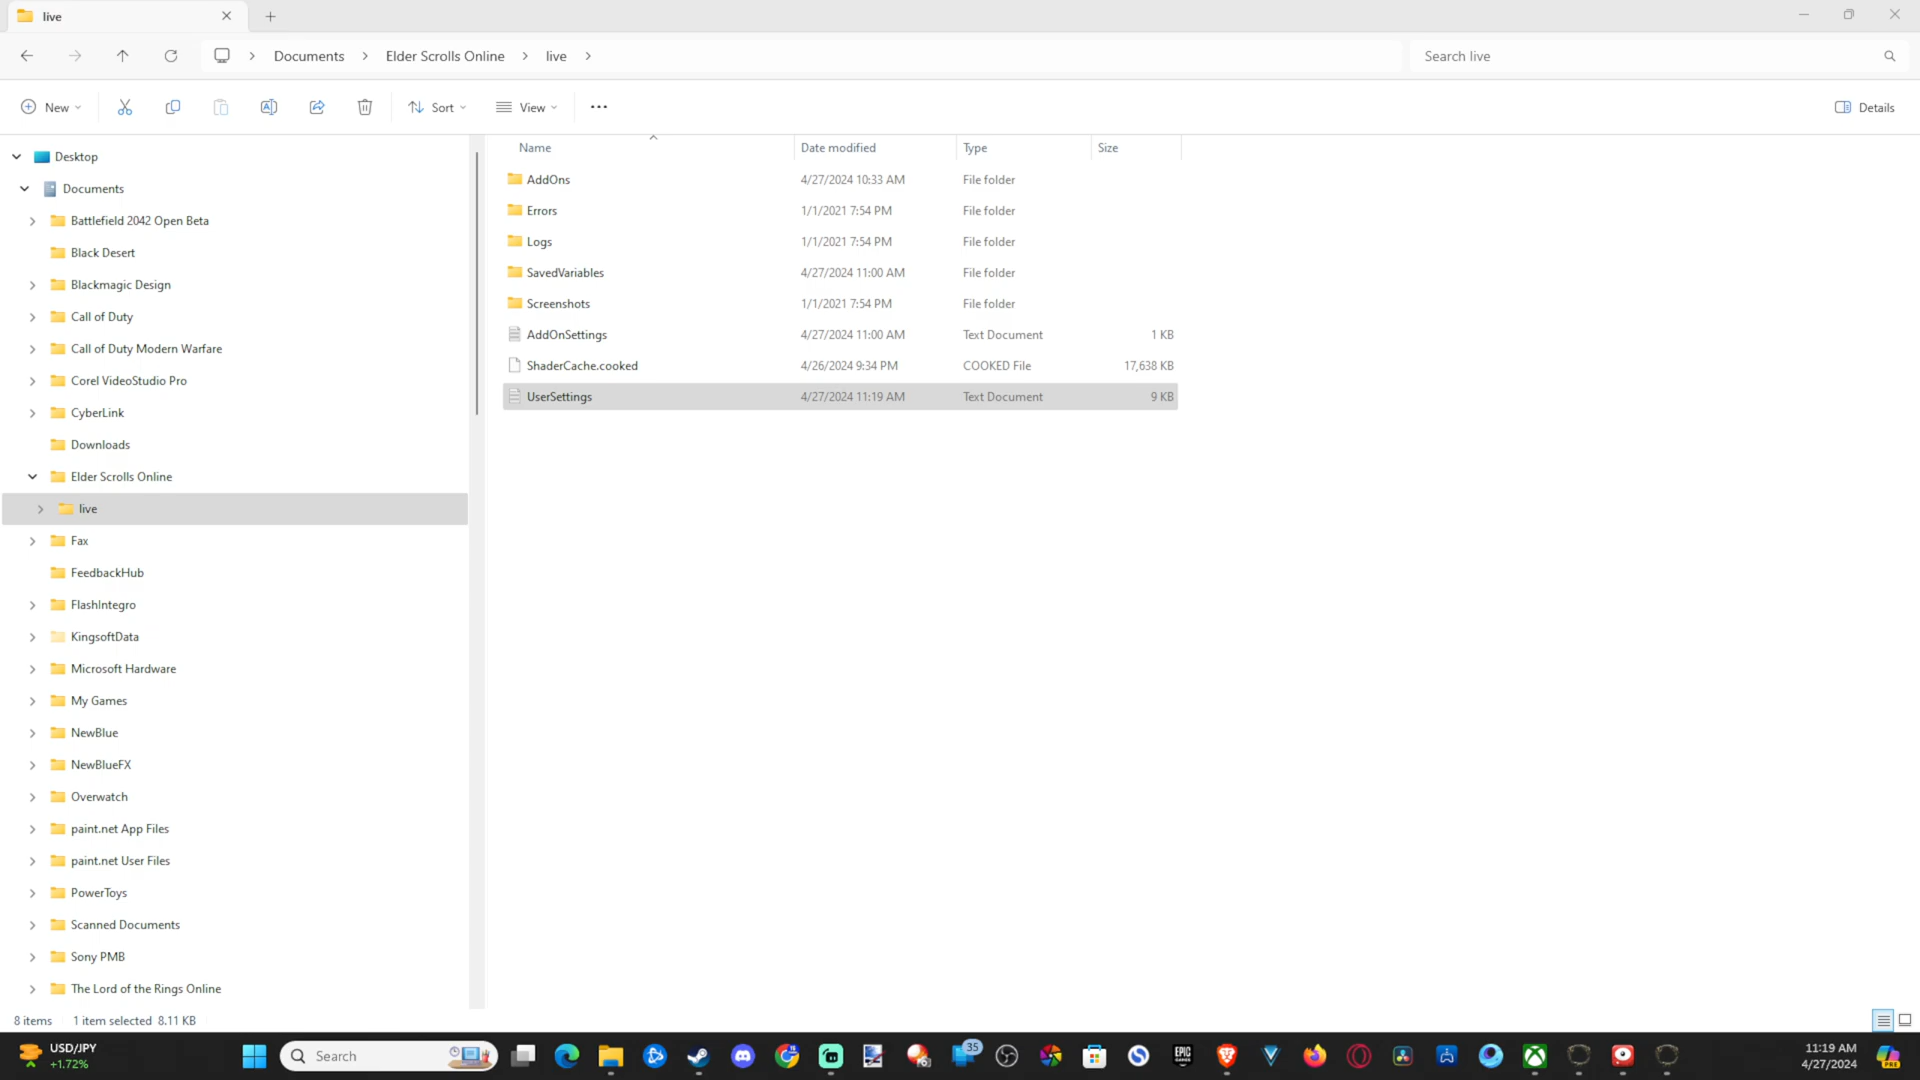 live
Documents
Elder Scrolls Online
live
Search live
New
Sort
View
Details
Desktop
Documents
Battlefield 2042 Open Beta
Black Desert
Blackmagic Design
Call of Duty
Call of Duty Modern Warfare
Corel VideoStudio Pro
CyberLink
Downloads
Elder Scrolls Online
live
Fax
FeedbackHub
FlashIntegro
KingsoftData
Microsoft Hardware
My Games
NewBlue
NewBlueFX
Overwatch
paint.net App Files
paint.net User Files
PowerToys
Scanned Documents
Sony PMB
The Lord of the Rings Online
Name Date modified Type Size
AddOns 4/27/2024 10:33 AM File folder
Errors 1/1/2021 7:54 PM File folder
Logs 1/1/2021 7:54 PM File folder
SavedVariables 4/27/2024 11:00 AM File folder
Screenshots 1/1/2021 7:54 PM File folder
AddOnSettings 4/27/2024 11:00 AM Text Document 1 KB
ShaderCache.cooked 4/26/2024 9:34 PM COOKED File 17,638 KB
UserSettings 4/27/2024 11:19 AM Text Document 9 KB
8 items 1 item selected 8.11 KB
USD/JPY
+1.72%
Search
35
EPIC
11:19 AM
4/27/2024
PRE